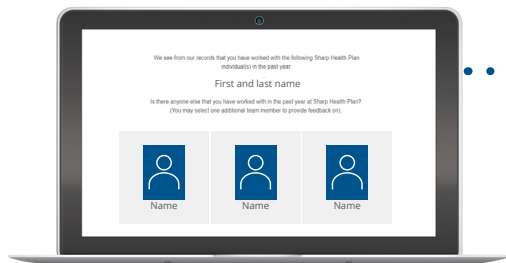 We see from our records that you have worked with the following Sharp Health Plan
individual(s) in the past year:
First and last name
Is there anyone else that you have worked with in the past year at Sharp Health Plan?
(You may select one additional team member to provide feedback on).
Name Name Name